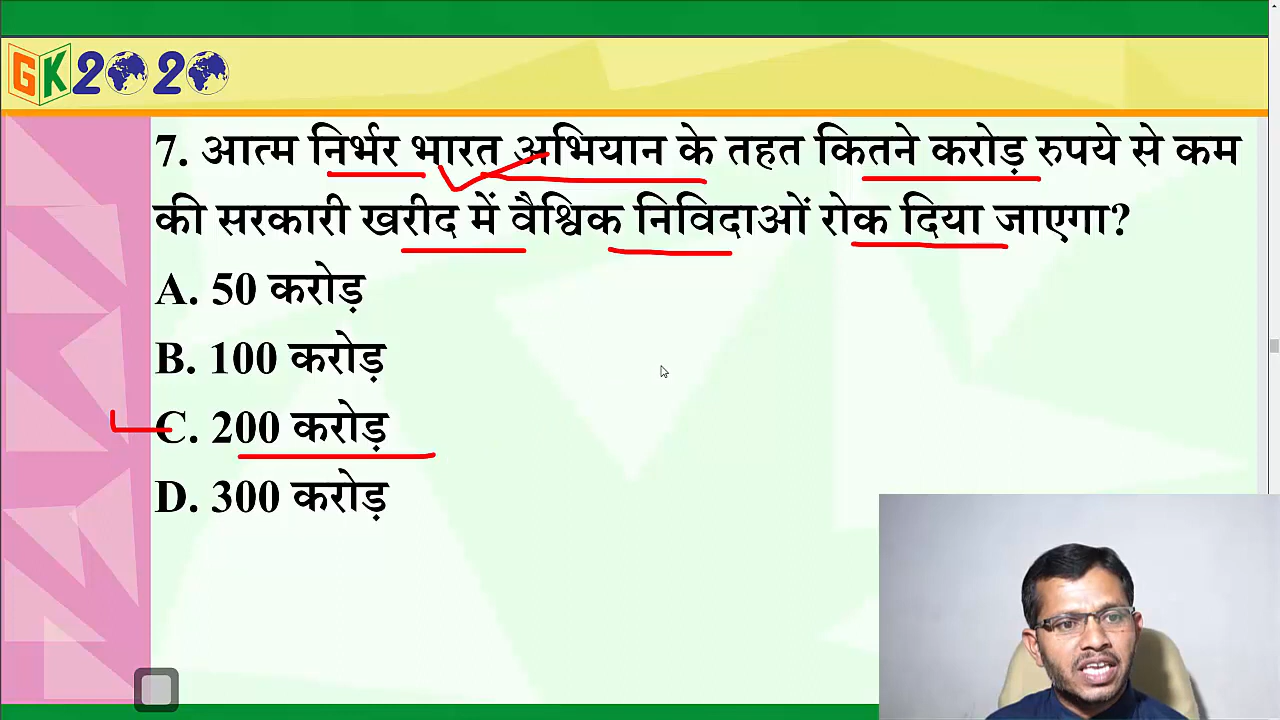 GK2020
7. आत्म निर्भर भारत अभियान के तहत कितने करोड़ रुपये से कम
की सरकारी खरीद में वैश्विक निविदाओं रोक दिया जाएगा?
A. 50 करोड़
B. 100 करोड़
C. 200 करोड़
D. 300 करोड़